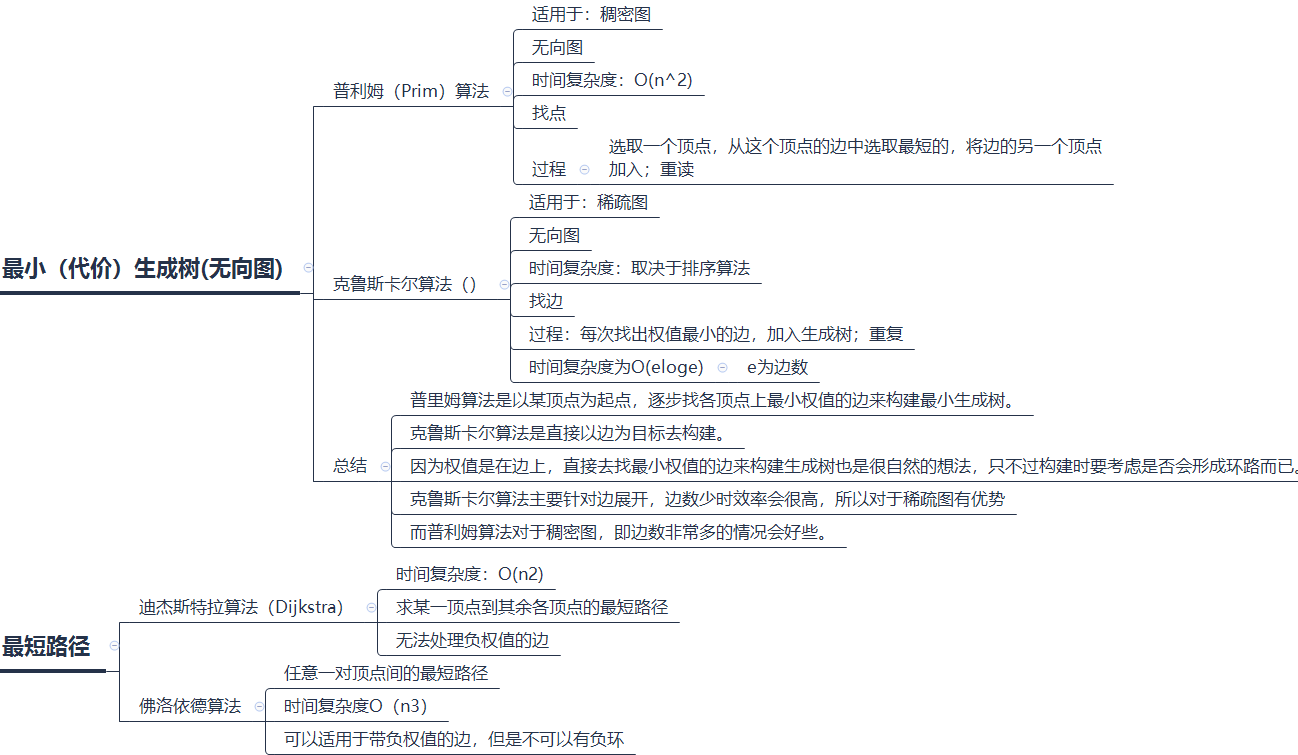 适用于：稠密图
无向图
时间复杂度：O(n^2)
普利姆（Prim）算法
找点
选取一个顶点，从这个顶点的边中选取最短的，将边的另一个顶点
加入；重读
过程
适用于：稀疏图
无向图
最小（代价）生成树(无向图)
时间复杂度：取决于排序算法
克鲁斯卡尔算法（）
找边
过程：每次找出权值最小的边，加入生成树；重复
时间复杂度为O(eloge)
e为边数
普里姆算法是以某顶点为起点，逐步找各顶点上最小权值的边来构建最小生成树。
克鲁斯卡尔算法是直接以边为目标去构建。
总结
因为权值是在边上，直接去找最小权值的边来构建生成树也是很自然的想法，只不过构建时要考虑是否会形成环路而已。
克鲁斯卡尔算法主要针对边展开，边数少时效率会很高，所以对于稀疏图有优势
而普利姆算法对于稠密图，即边数非常多的情况会好些。
时间复杂度：O(n2)
迪杰斯特拉算法（Dijkstra）
求某一顶点到其余各顶点的最短路径
无法处理负权值的边
最短路径
任意一对顶点间的最短路径
佛洛依德算法
时间复杂度O（n3）
可以适用于带负权值的边，但是不可以有负环